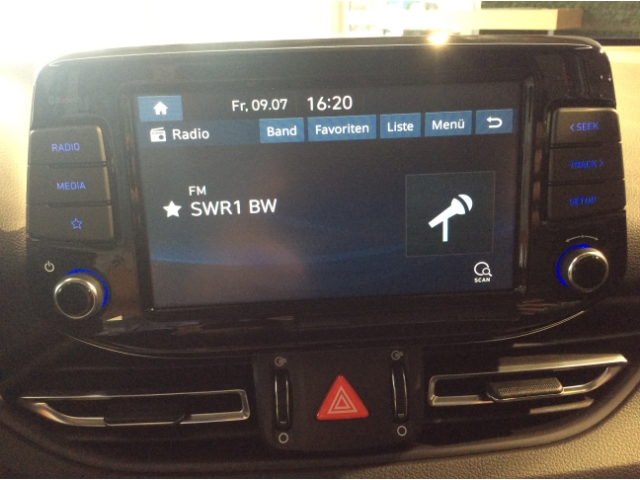 Fr, 09.07 16:20
Radio Band Favoriten Liste Menü
RADIO
MEDIA
FM
SWR1 BW
SCAN
< SEEK
TRACK >
SETUP